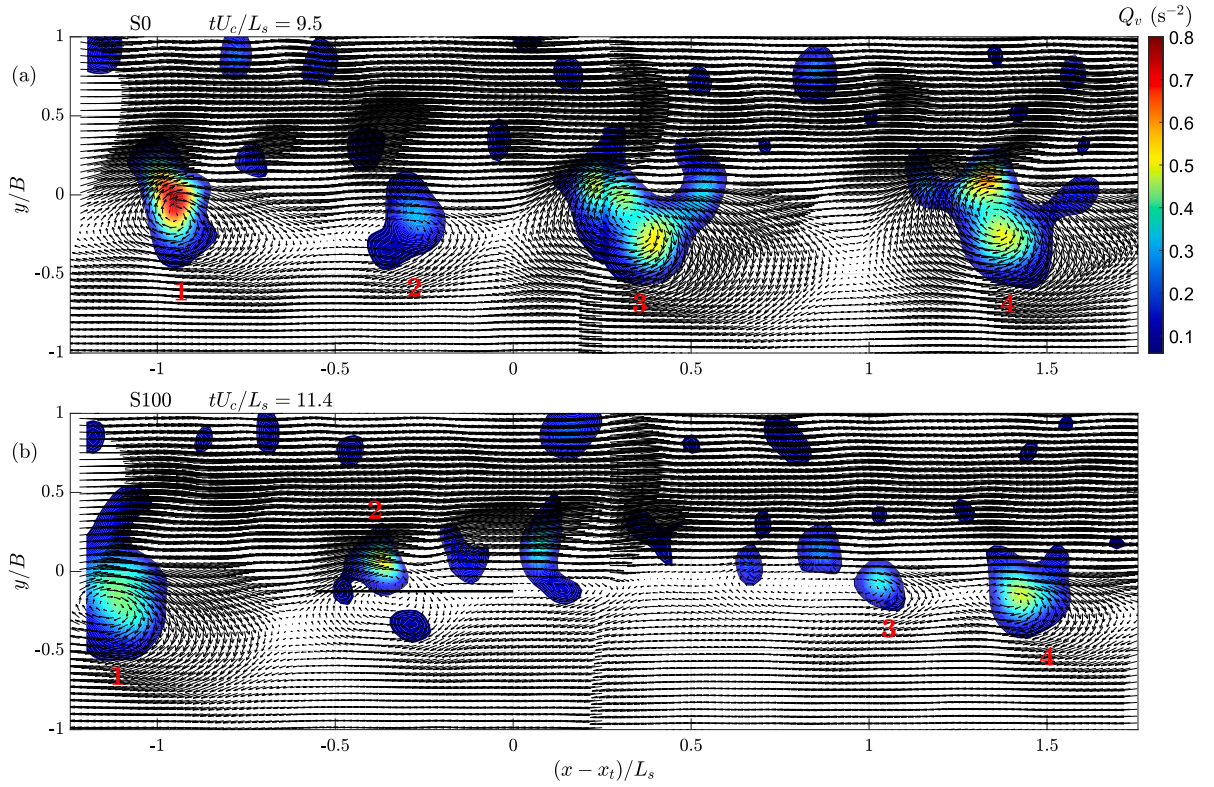 S0 tU_c/L_s = 9.5 Q_v (s^{-2})
(a)
y/B
1
0.5
0
-0.5
-1
1 2 3 4
-1 -0.5 0 0.5 1 1.5
0.8
0.7
0.6
0.5
0.4
0.3
0.2
0.1
S100 tU_c/L_s = 11.4
(b)
y/B
1
0.5
0
-0.5
-1
1 2 3 4
-1 -0.5 0 0.5 1 1.5
(x − x_t)/L_s